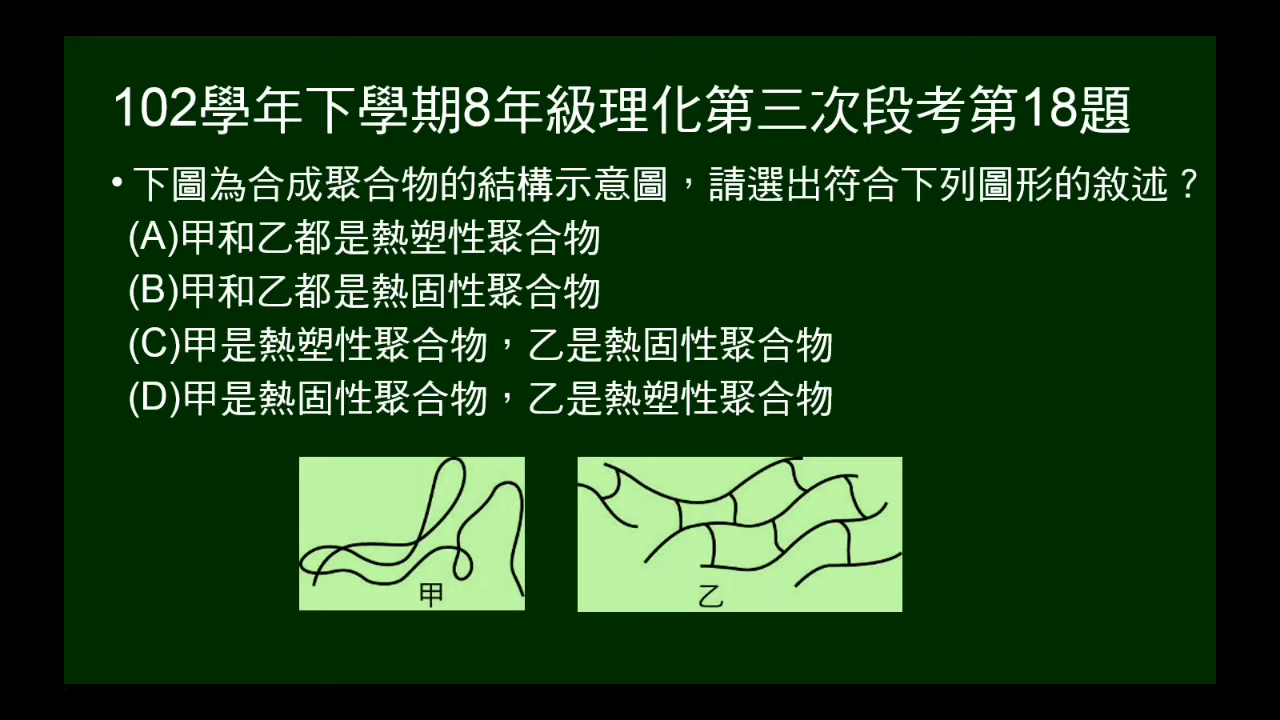 102學年下學期8年級理化第三次段考第18題
•下圖為合成聚合物的結構示意圖，請選出符合下列圖形的敘述？
(A)甲和乙都是熱塑性聚合物
(B)甲和乙都是熱固性聚合物
(C)甲是熱塑性聚合物，乙是熱固性聚合物
(D)甲是熱固性聚合物，乙是熱塑性聚合物
甲
乙